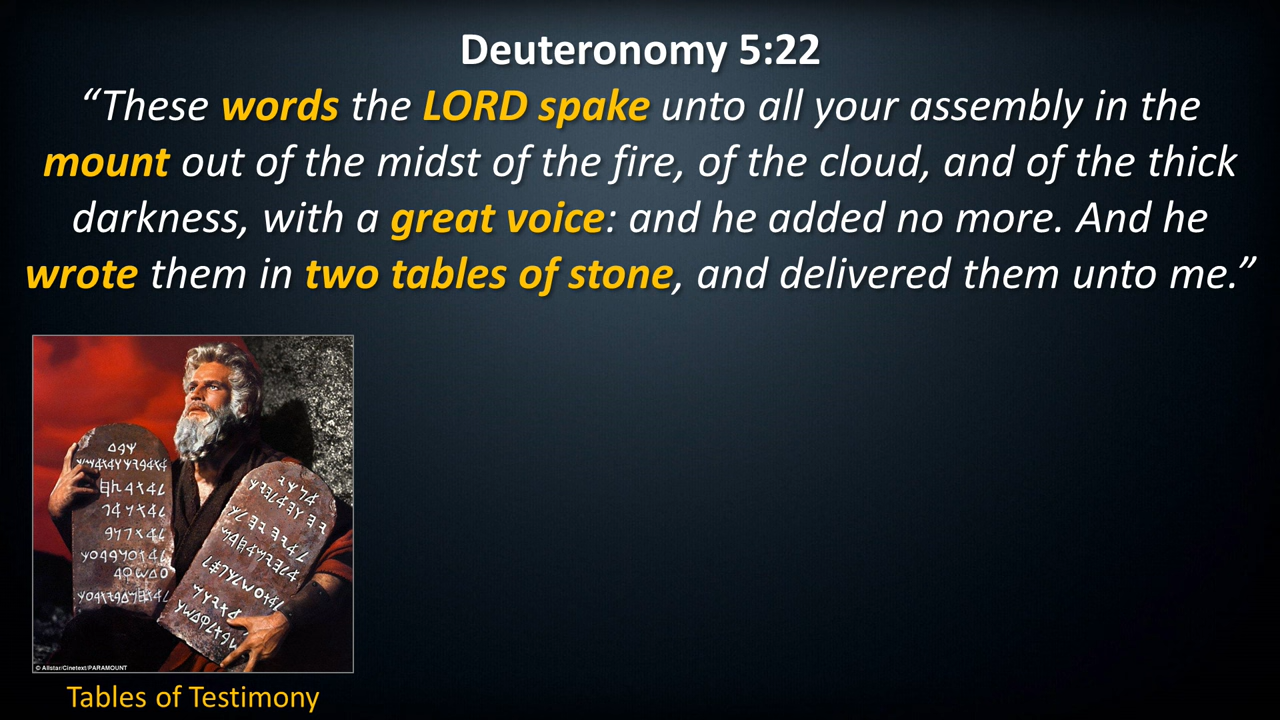 Deuteronomy 5:22
“These words the LORD spake unto all your assembly in the
mount out of the midst of the fire, of the cloud, and of the thick
darkness, with a great voice: and he added no more. And he
wrote them in two tables of stone, and delivered them unto me.”
© Allstar/Cinetext/PARAMOUNT
Tables of Testimony